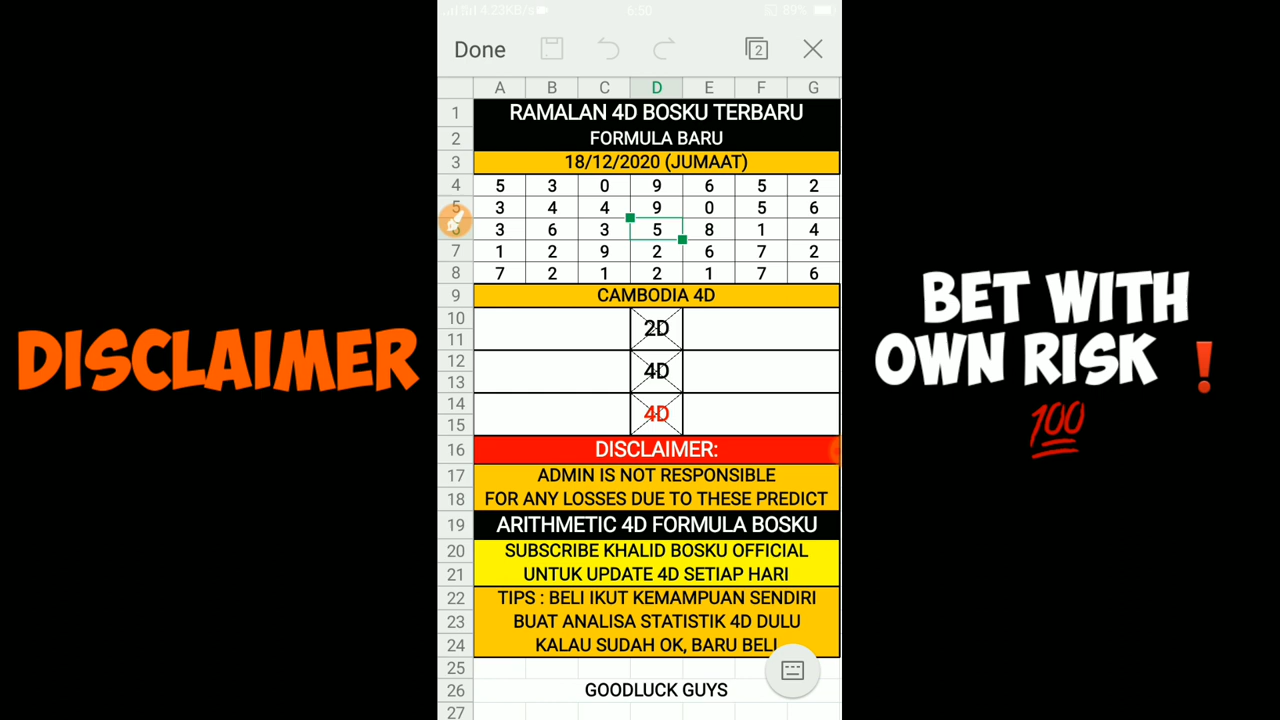 4.23KB/s 6:50 89%
Done 2
A B C D E F G
1 RAMALAN 4D BOSKU TERBARU
2 FORMULA BARU
3 18/12/2020 (JUMAAT)
4 5 3 0 9 6 5 2
5 3 4 4 9 0 5 6
3 6 3 5 8 1 4
7 1 2 9 2 6 7 2
8 7 2 1 2 1 7 6
9 CAMBODIA 4D
10
2D
11
12
4D
13
14
4D
15
16 DISCLAIMER:
17 ADMIN IS NOT RESPONSIBLE
18 FOR ANY LOSSES DUE TO THESE PREDICT
19 ARITHMETIC 4D FORMULA BOSKU
20 SUBSCRIBE KHALID BOSKU OFFICIAL
21 UNTUK UPDATE 4D SETIAP HARI
22 TIPS : BELI IKUT KEMAMPUAN SENDIRI
23 BUAT ANALISA STATISTIK 4D DULU
24 KALAU SUDAH OK, BARU BELI
25
26 GOODLUCK GUYS
27
DISCLAIMER
BET WITH
OWN RISK ❗
💯